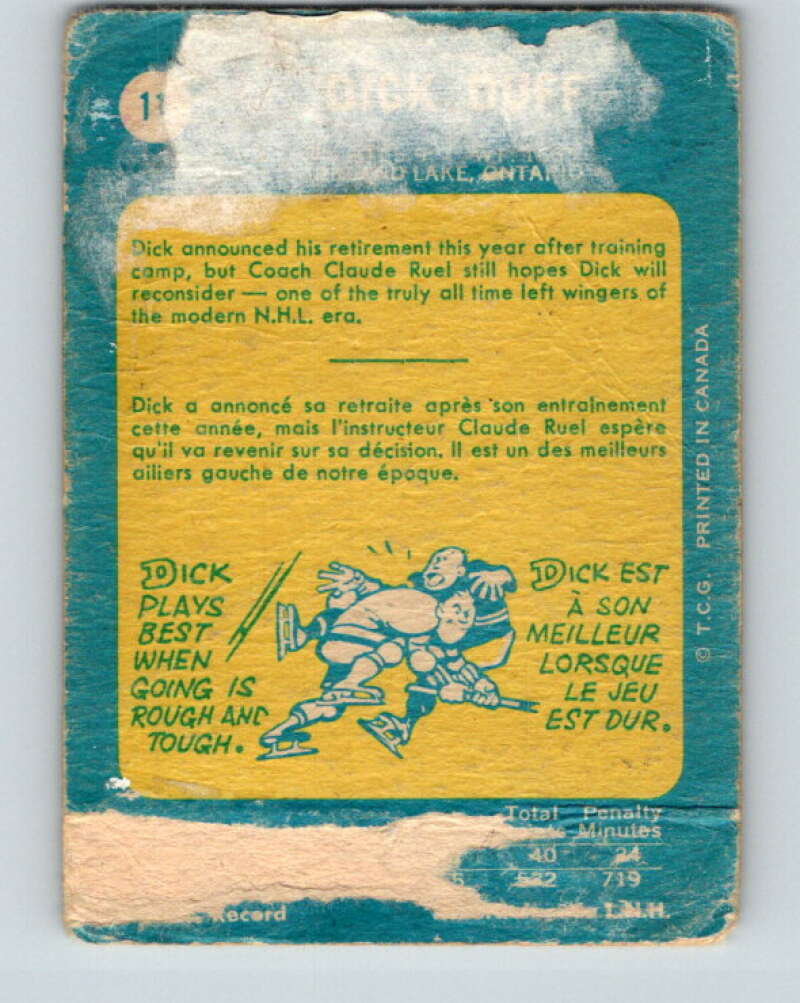 DICK DUFF
LAKE, ONTARIO
Dick announced his retirement this year after training
camp, but Coach Claude Ruel still hopes Dick will
reconsider — one of the truly all time left wingers of
the modern N.H.L. era.
Dick a annoncé sa retraite après son entraînement
cette année, mais l'instructeur Claude Ruel espère
qu'il va revenir sur sa décision. Il est un des meilleurs
ailiers gauche de notre époque.
DICK
PLAYS
BEST
WHEN
GOING IS
ROUGH AND
TOUGH.
DICK EST
À SON
MEILLEUR
LORSQUE
LE JEU
EST DUR.
© T.C.G. PRINTED IN CANADA
Total Penalty
Minutes
40 24
719
Record
L.N.H.